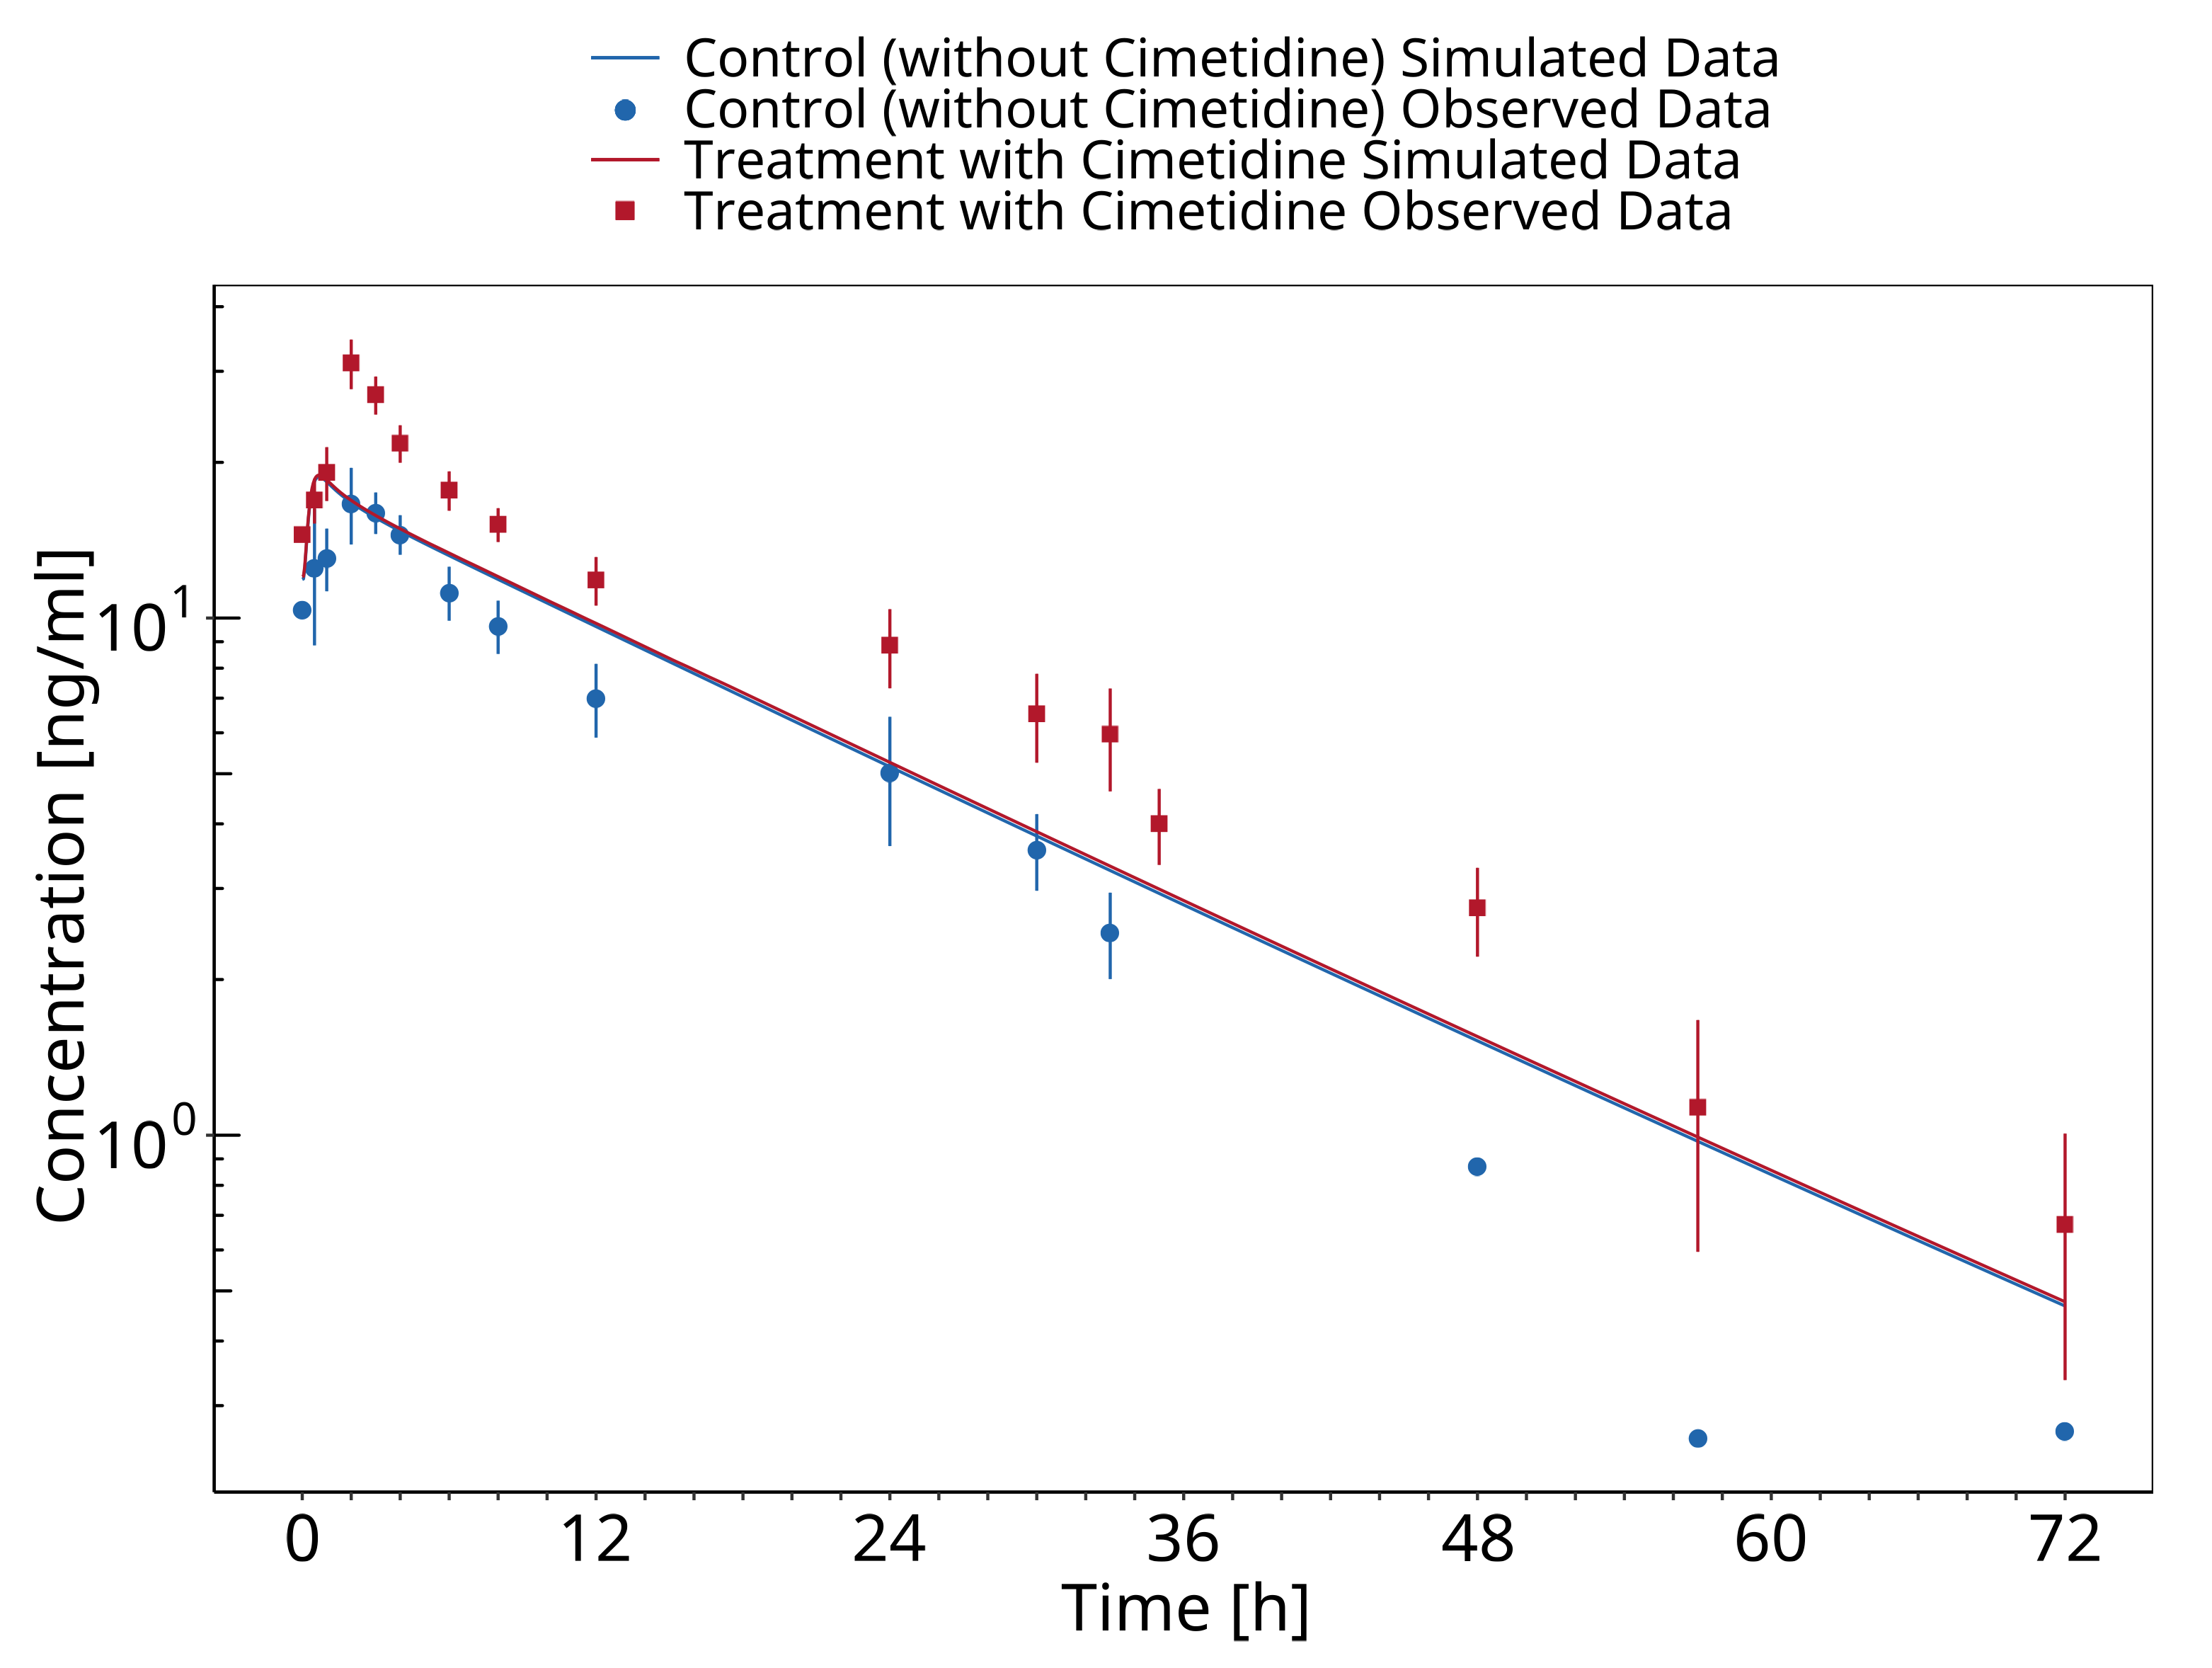 Control (without Cimetidine) Simulated Data
Control (without Cimetidine) Observed Data
Treatment with Cimetidine Simulated Data
Treatment with Cimetidine Observed Data
Concentration [ng/ml]
10^1
10^0
0 12 24 36 48 60 72
Time [h]